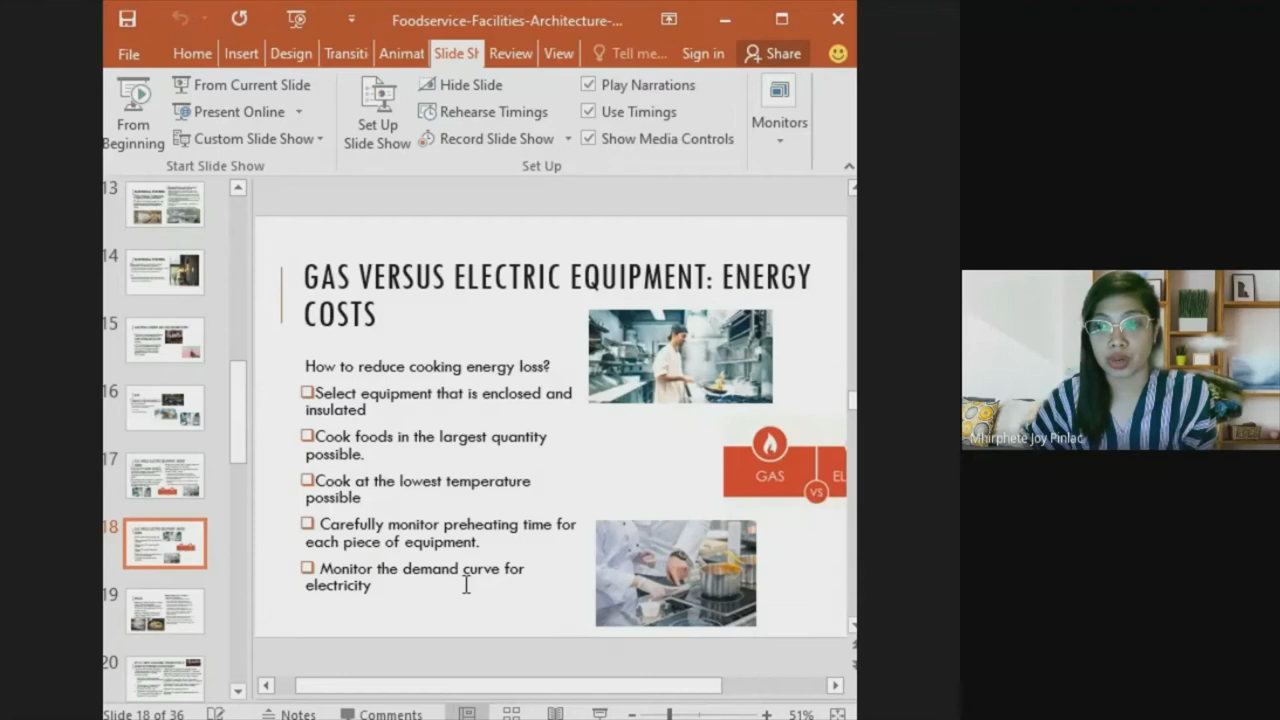 Foodservice-Facilities-Architecture-...
File
Home
Insert
Design
Transiti
Animat
Slide Sh
Review
View
Tell me...
Sign in
Share
From Beginning
From Current Slide
Present Online
Custom Slide Show
Start Slide Show
Set Up Slide Show
Hide Slide
Rehearse Timings
Record Slide Show
Play Narrations
Use Timings
Show Media Controls
Set Up
Monitors
13
14
15
16
17
18
19
20
GAS VERSUS ELECTRIC EQUIPMENT: ENERGY
COSTS
How to reduce cooking energy loss?
Select equipment that is enclosed and
insulated
Cook foods in the largest quantity
possible.
Cook at the lowest temperature
possible
Carefully monitor preheating time for
each piece of equipment.
Monitor the demand curve for
electricity
GAS
VS
EL
Mhirphete Joy Pinlac
Slide 18 of 36
Notes
Comments
51%